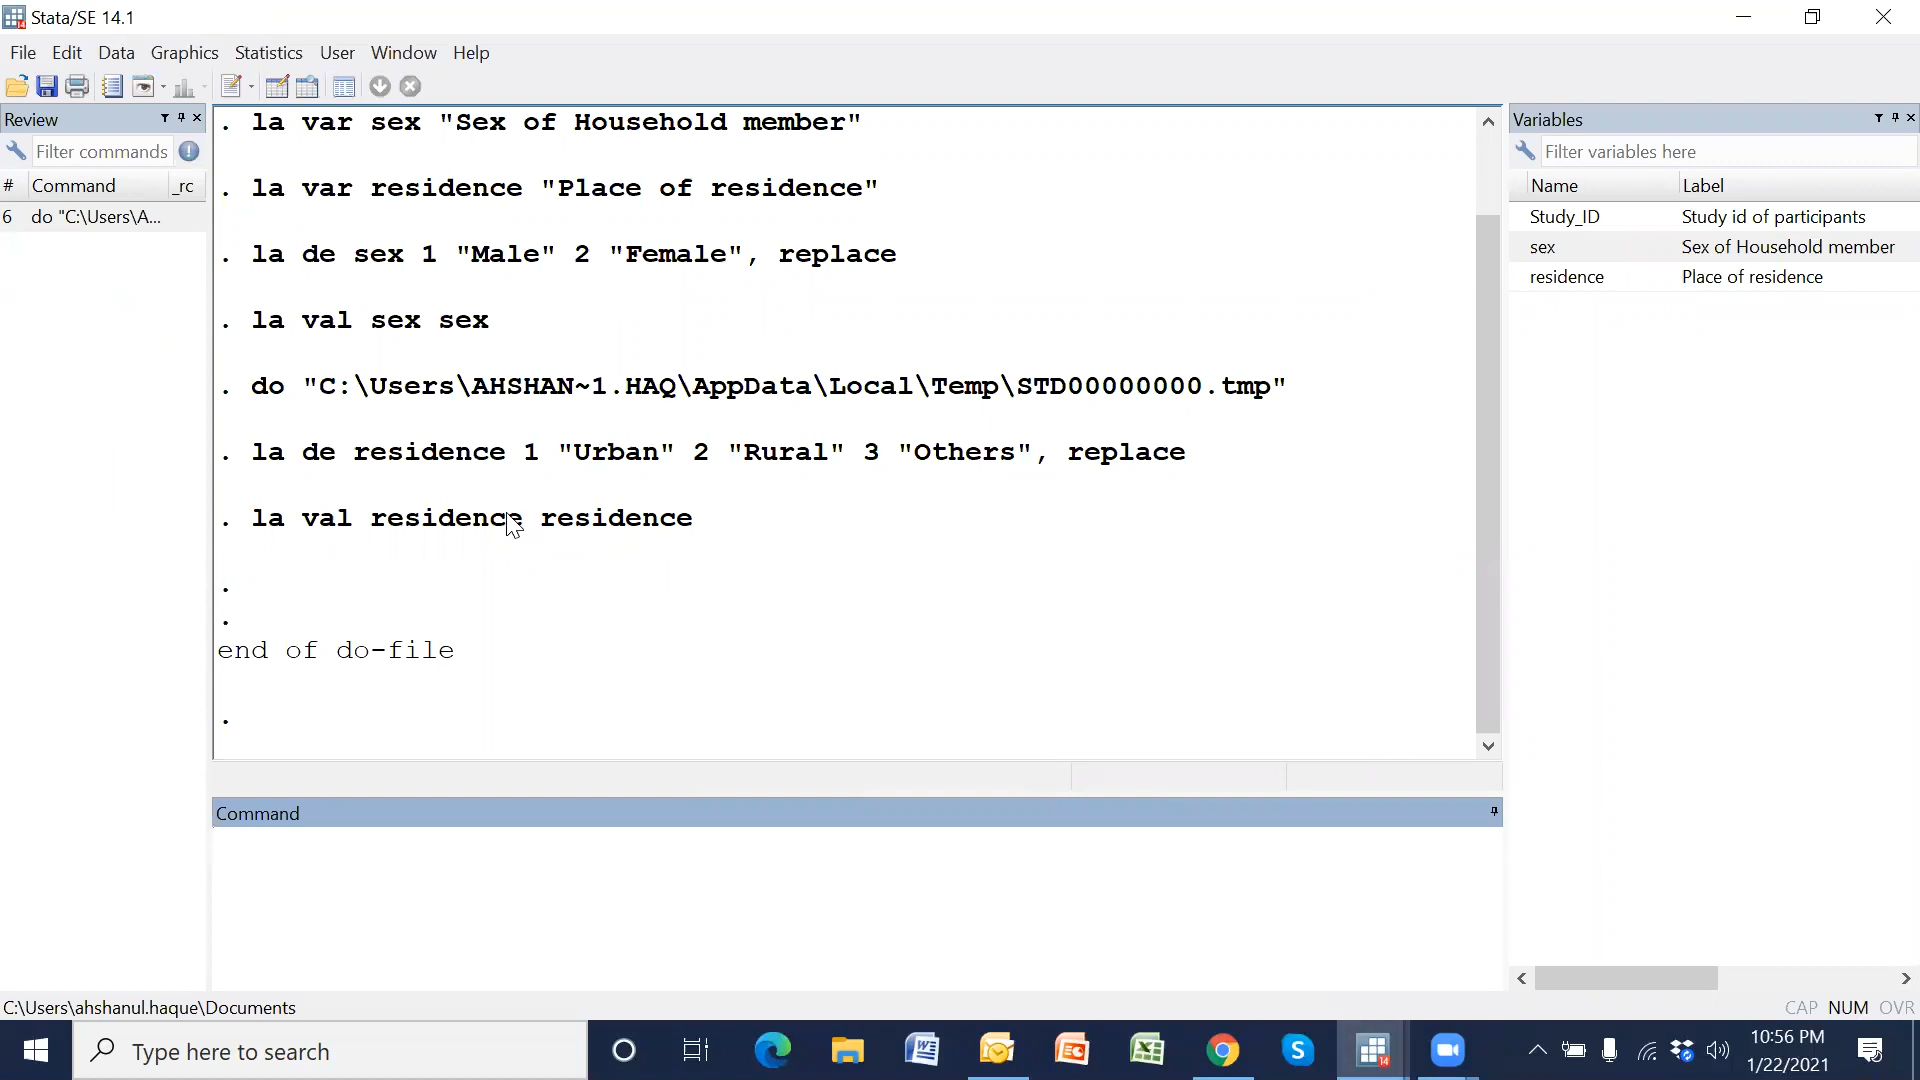 Stata/SE 14.1
File Edit Data Graphics Statistics User Window Help
Review
Filter commands
# Command _rc
6 do "C:\Users\A...
. la var sex "Sex of Household member"
. la var residence "Place of residence"
. la de sex 1 "Male" 2 "Female", replace
. la val sex sex
. do "C:\Users\AHSHAN~1.HAQ\AppData\Local\Temp\STD00000000.tmp"
. la de residence 1 "Urban" 2 "Rural" 3 "Others", replace
. la val residence residence
.
.
end of do-file
.
Command
Variables
Filter variables here
Name Label
Study_ID Study id of participants
sex Sex of Household member
residence Place of residence
C:\Users\ahshanul.haque\Documents
CAP NUM OVR
Type here to search
14
10:56 PM
1/22/2021